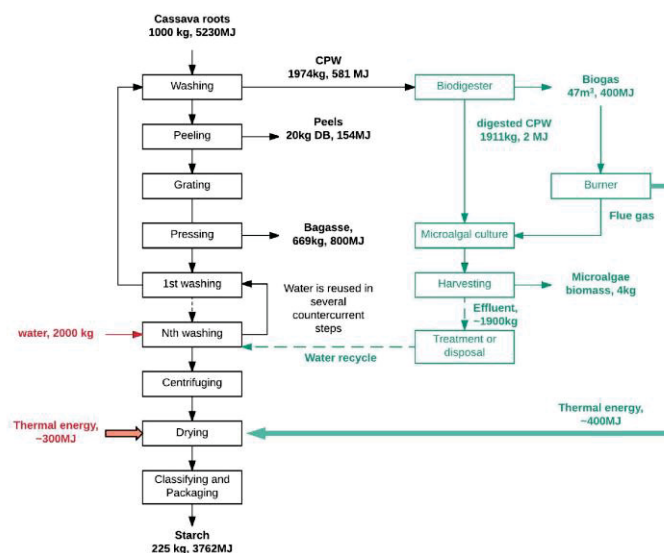 Cassava roots
1000 kg, 5230MJ
Washing
CPW
1974kg, 581 MJ
Biodigester
Biogas
47m³, 400MJ
Peeling
Peels
20kg DB, 154MJ
digested CPW
1911kg, 2 MJ
Grating
Burner
Flue gas
Pressing
Bagasse,
669kg, 800MJ
Microalgal culture
1st washing
Water is reused in
several
countercurrent
steps
Harvesting
Microalgae
biomass, 4kg
Effluent,
~1900kg
water, 2000 kg
Nth washing
Treatment or
disposal
Water recycle
Centrifuging
Thermal energy,
~300MJ
Drying
Thermal energy,
~400MJ
Classifying and
Packaging
Starch
225 kg, 3762MJ